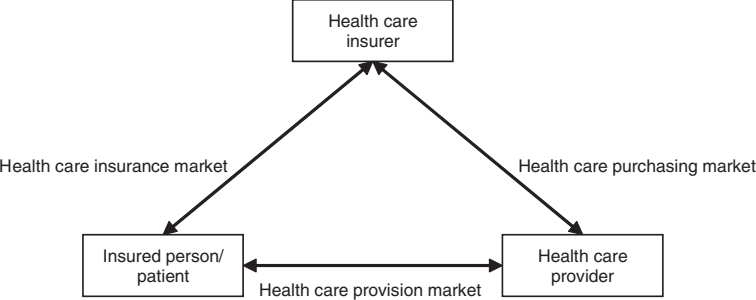 Health care
insurer
Health care insurance market
Health care purchasing market
Insured person/
patient
Health care
provider
Health care provision market